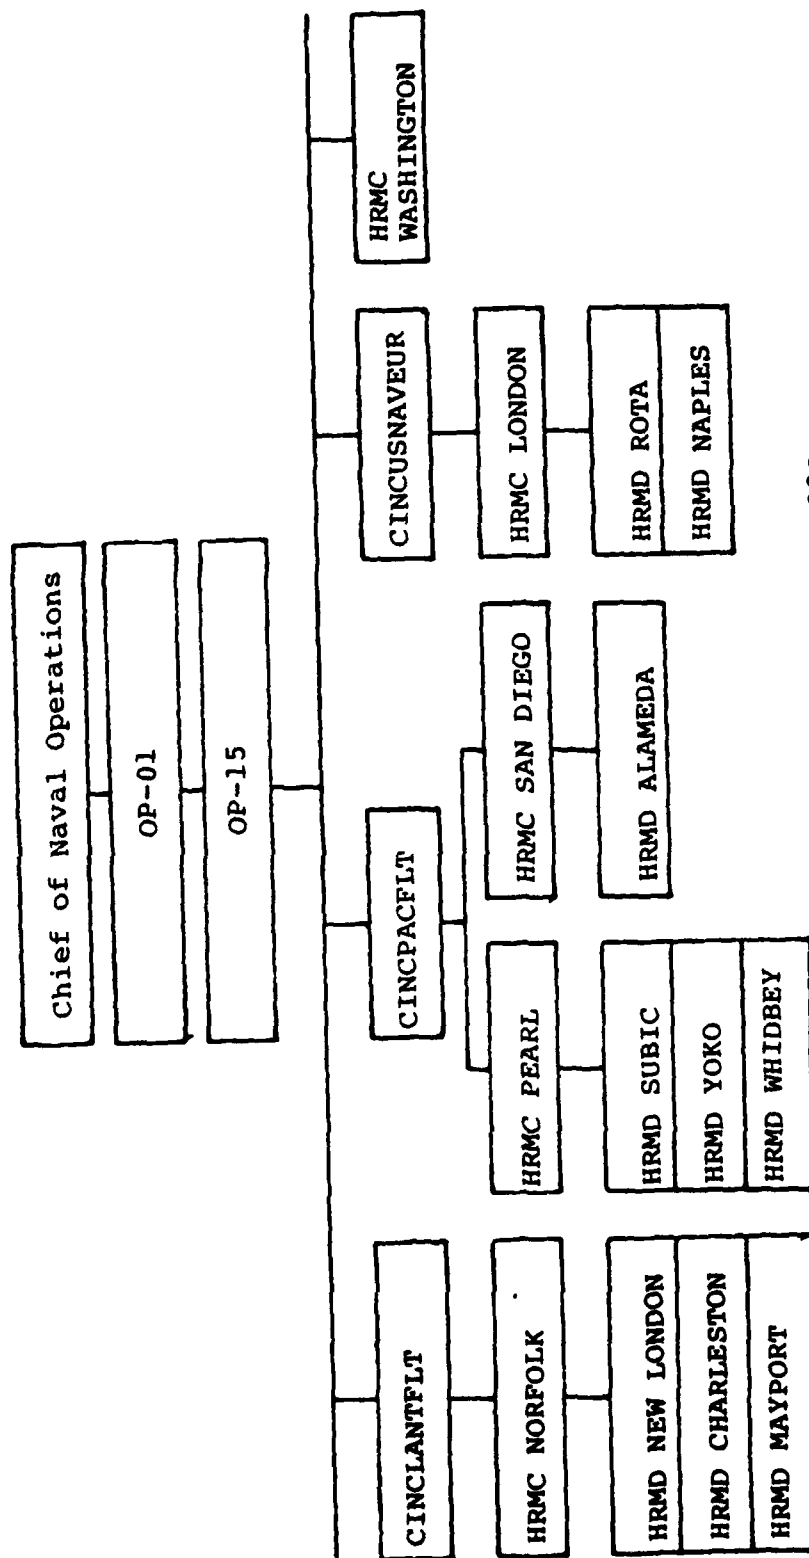 Chief of Naval Operations
OP-01
OP-15
CINCLANTFLT
CINCPACFLT
CINCUSNAVEUR
HRMC
WASHINGTON
HRMC NORFOLK
HRMC PEARL
HRMC SAN DIEGO
HRMC LONDON
HRMD NEW LONDON
HRMD CHARLESTON
HRMD MAYPORT
HRMD SUBIC
HRMD YOKO
HRMD WHIDBEY
HRMD ALAMEDA
HRMD ROTA
HRMD NAPLES